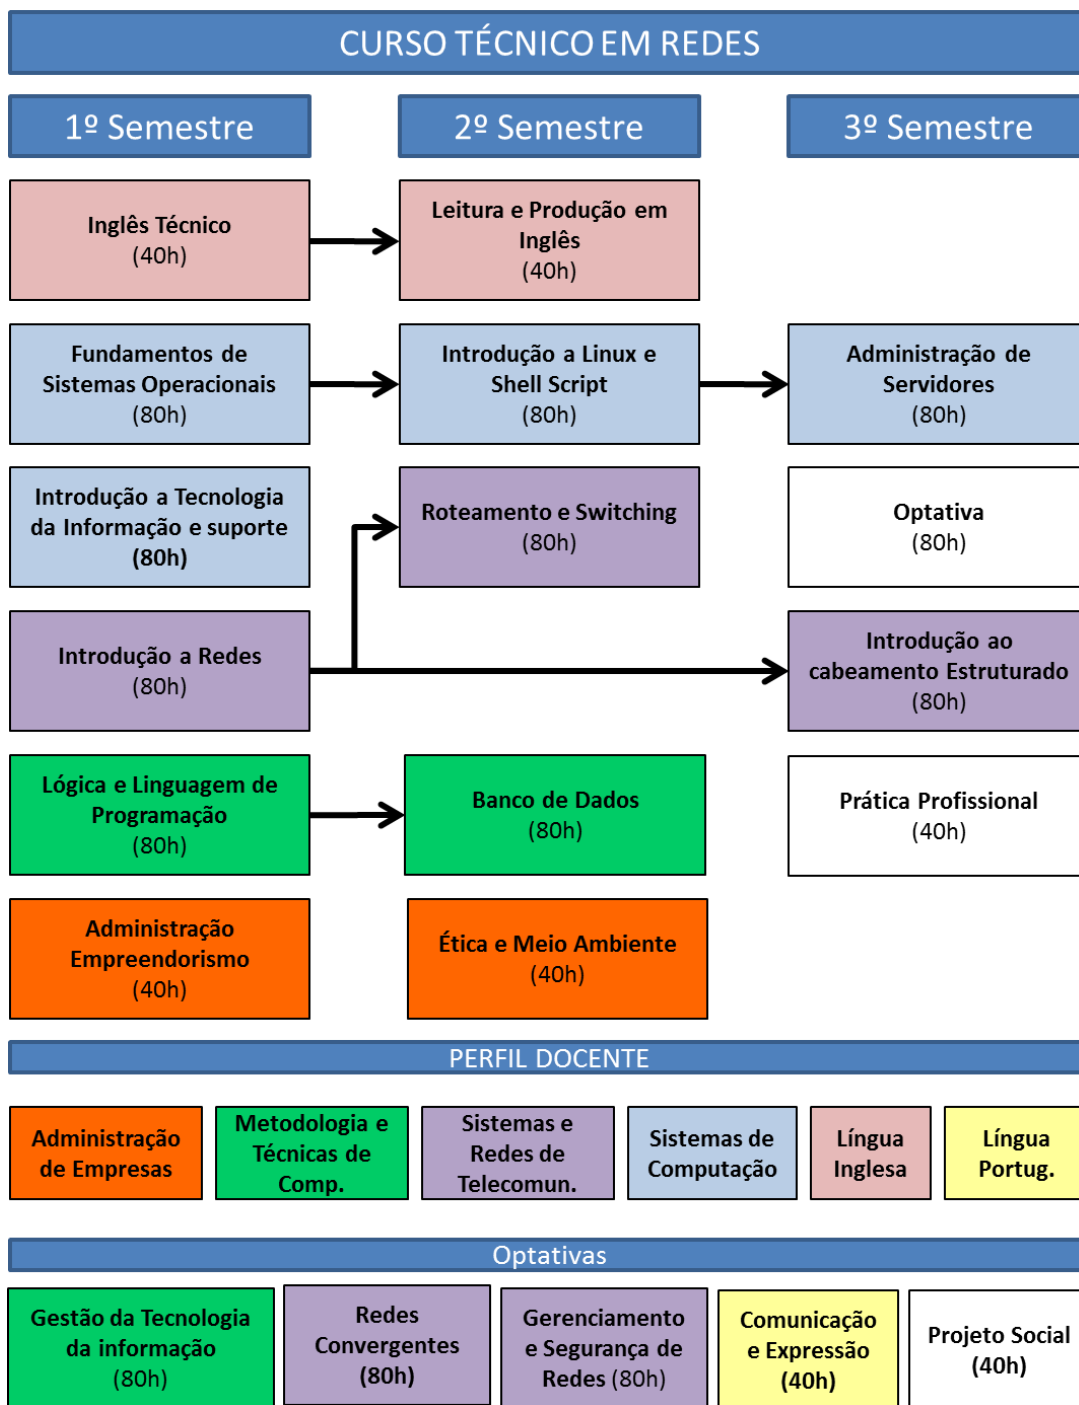 CURSO TÉCNICO EM REDES
1º Semestre
2º Semestre
3º Semestre
Inglês Técnico
(40h)
Leitura e Produção em
Inglês
(40h)
Fundamentos de
Sistemas Operacionais
(80h)
Introdução a Linux e
Shell Script
(80h)
Administração de
Servidores
(80h)
Introdução a Tecnologia
da Informação e suporte
(80h)
Roteamento e Switching
(80h)
Optativa
(80h)
Introdução a Redes
(80h)
Introdução ao
cabeamento Estruturado
(80h)
Lógica e Linguagem de
Programação
(80h)
Banco de Dados
(80h)
Prática Profissional
(40h)
Administração
Empreendorismo
(40h)
Ética e Meio Ambiente
(40h)
PERFIL DOCENTE
Administração
de Empresas
Metodologia e
Técnicas de
Comp.
Sistemas e
Redes de
Telecomun.
Sistemas de
Computação
Língua
Inglesa
Língua
Portug.
Optativas
Gestão da Tecnologia
da informação
(80h)
Redes
Convergentes
(80h)
Gerenciamento
e Segurança de
Redes (80h)
Comunicação
e Expressão
(40h)
Projeto Social
(40h)